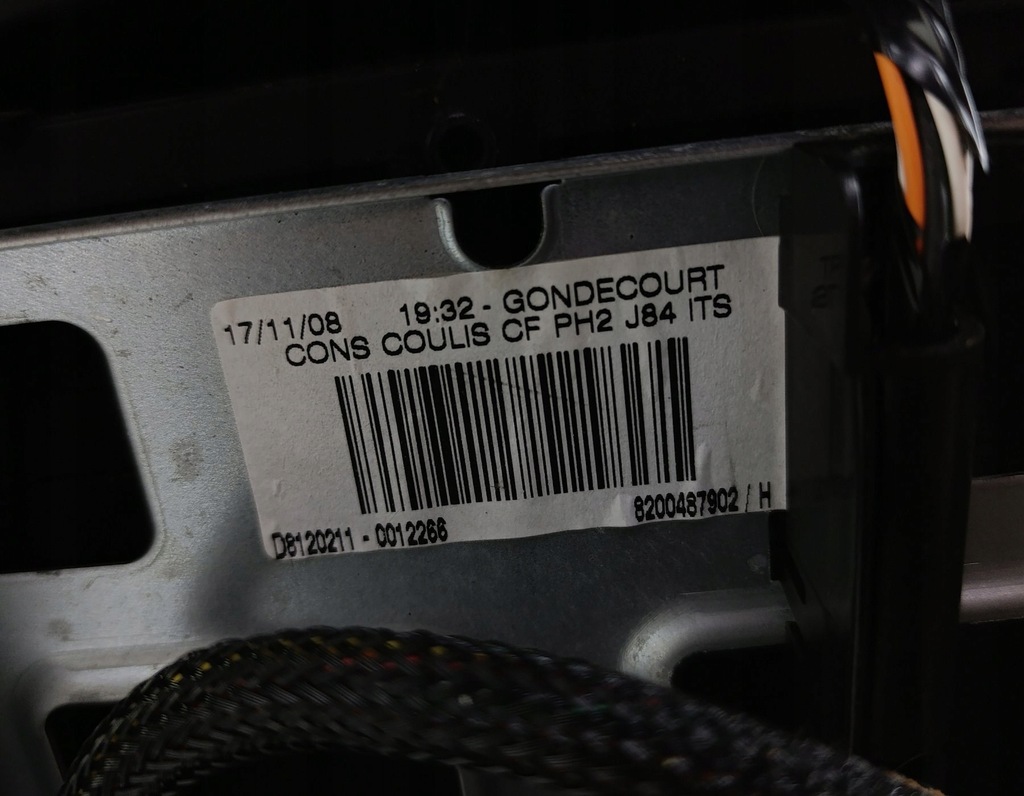 17/11/08 19:32 - GONDECOURT
CONS COULIS CF PH2 J84 ITS
D8120211 - 0012266 8200487902 / H